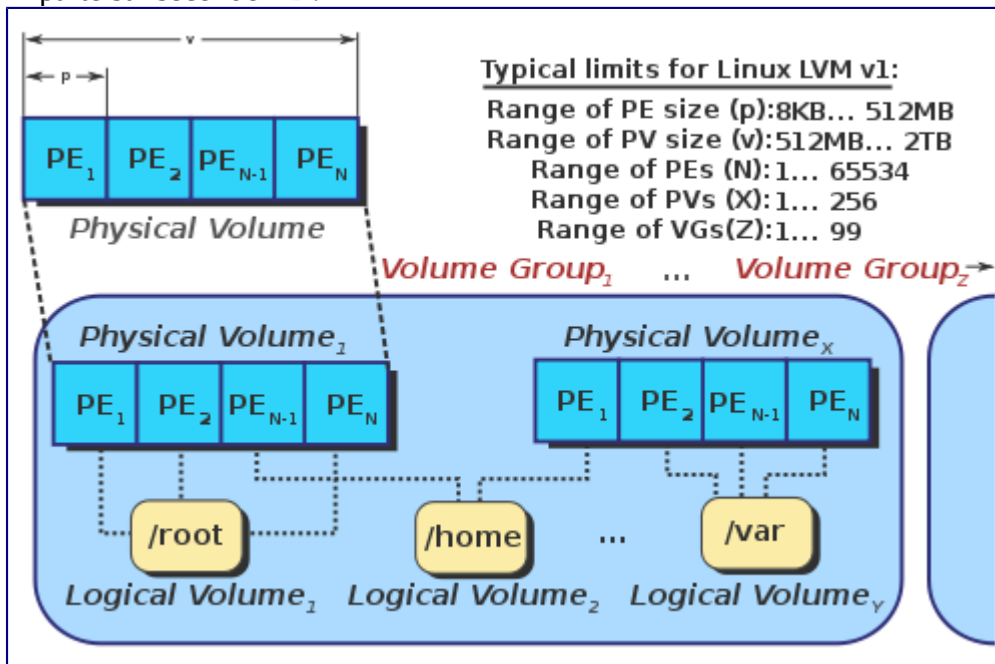 v
p
PE1 PE2 PEN-1 PEN
Physical Volume
Typical limits for Linux LVM v1:
Range of PE size (p):8KB... 512MB
Range of PV size (v):512MB... 2TB
Range of PEs (N):1... 65534
Range of PVs (X):1... 256
Range of VGs(Z):1... 99
Volume Group1 ... Volume GroupZ
Physical Volume1 Physical VolumeX
PE1 PE2 PEN-1 PEN PE1 PE2 PEN-1 PEN
/root /home ... /var
Logical Volume1 Logical Volume2 Logical VolumeY